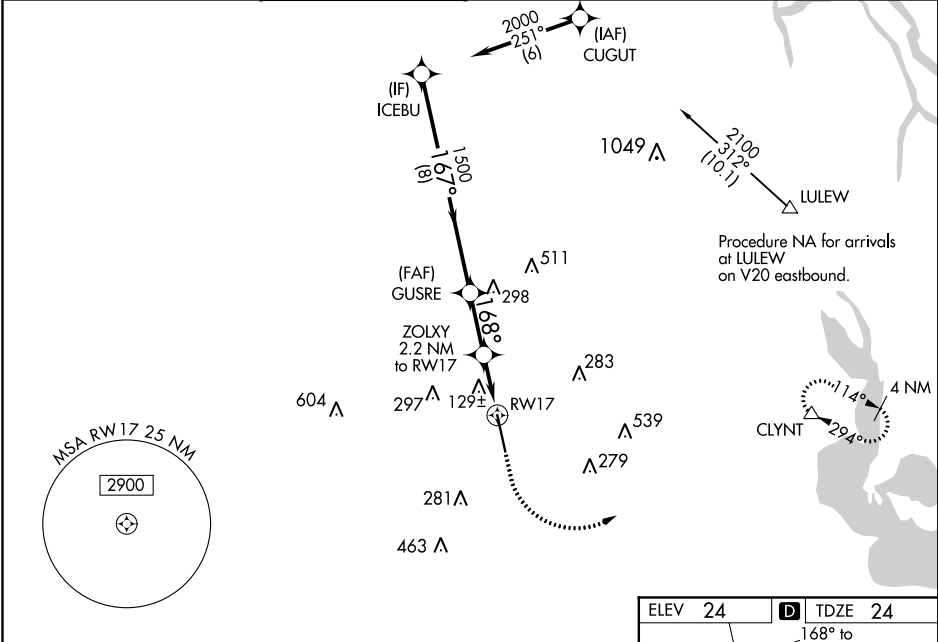 2000
251°
(6)
(IAF)
CUGUT
(IF)
ICEBU
1500
167°
(8)
1049
2100
312°
(10.1)
LULEW
Procedure NA for arrivals
at LULEW
on V20 eastbound.
511
(FAF)
GUSRE
298
168°
ZOLXY
2.2 NM
to RW17
283
604
297
129±
RW17
114°
4 NM
CLYNT
294°
539
279
MSA RW17 25 NM
2900
281
463
ELEV 24
D
TDZE 24
168° to